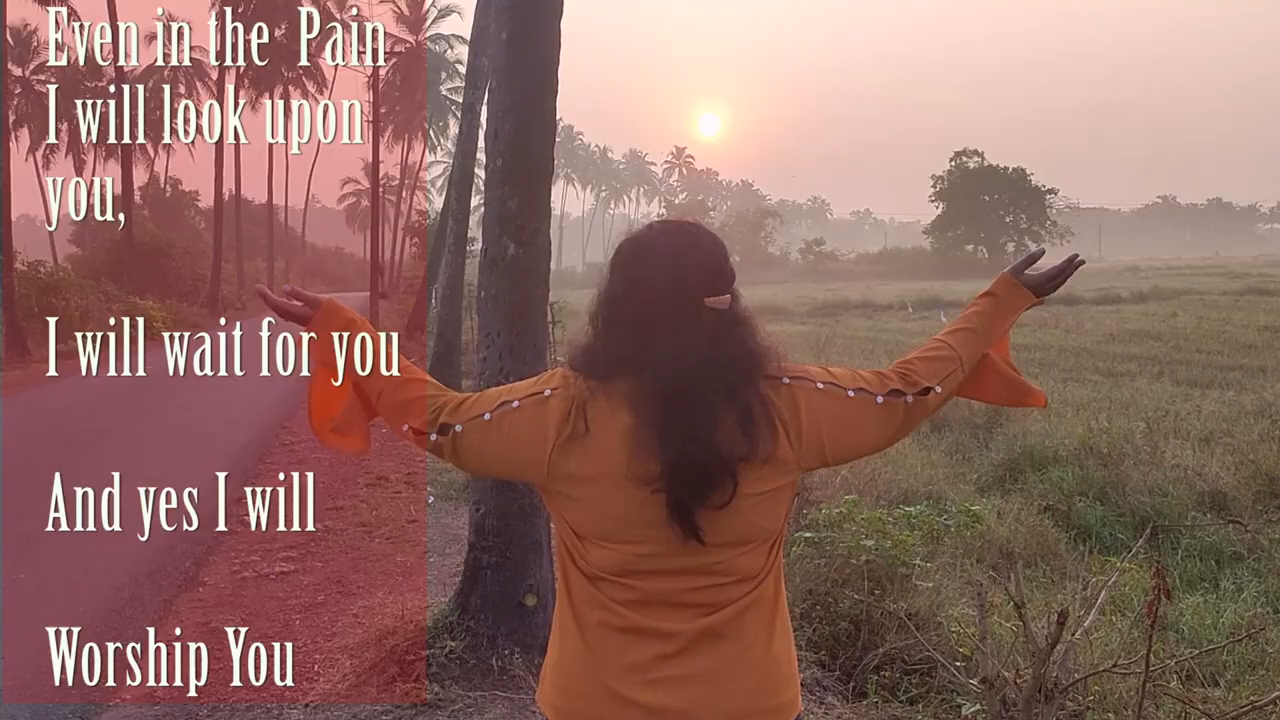 Even in the Pain
I will look upon
you,
I will wait for you
And yes I will
Worship You